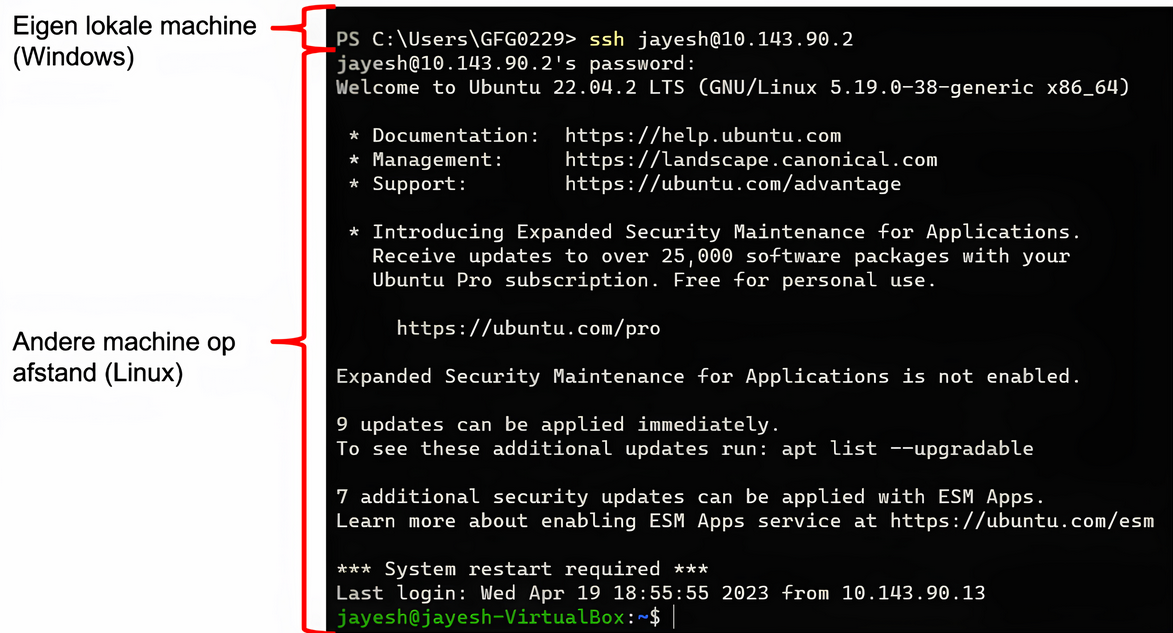 Eigen lokale machine
(Windows)
PS C:\Users\GFG0229> ssh jayesh@10.143.90.2
jayesh@10.143.90.2's password:
Welcome to Ubuntu 22.04.2 LTS (GNU/Linux 5.19.0-38-generic x86_64)
* Documentation:  https://help.ubuntu.com
* Management:     https://landscape.canonical.com
* Support:        https://ubuntu.com/advantage
* Introducing Expanded Security Maintenance for Applications.
Receive updates to over 25,000 software packages with your
Ubuntu Pro subscription. Free for personal use.
https://ubuntu.com/pro
Andere machine op
afstand (Linux)
Expanded Security Maintenance for Applications is not enabled.
9 updates can be applied immediately.
To see these additional updates run: apt list --upgradable
7 additional security updates can be applied with ESM Apps.
Learn more about enabling ESM Apps service at https://ubuntu.com/esm
*** System restart required ***
Last login: Wed Apr 19 18:55:55 2023 from 10.143.90.13
jayesh@jayesh-VirtualBox:~$